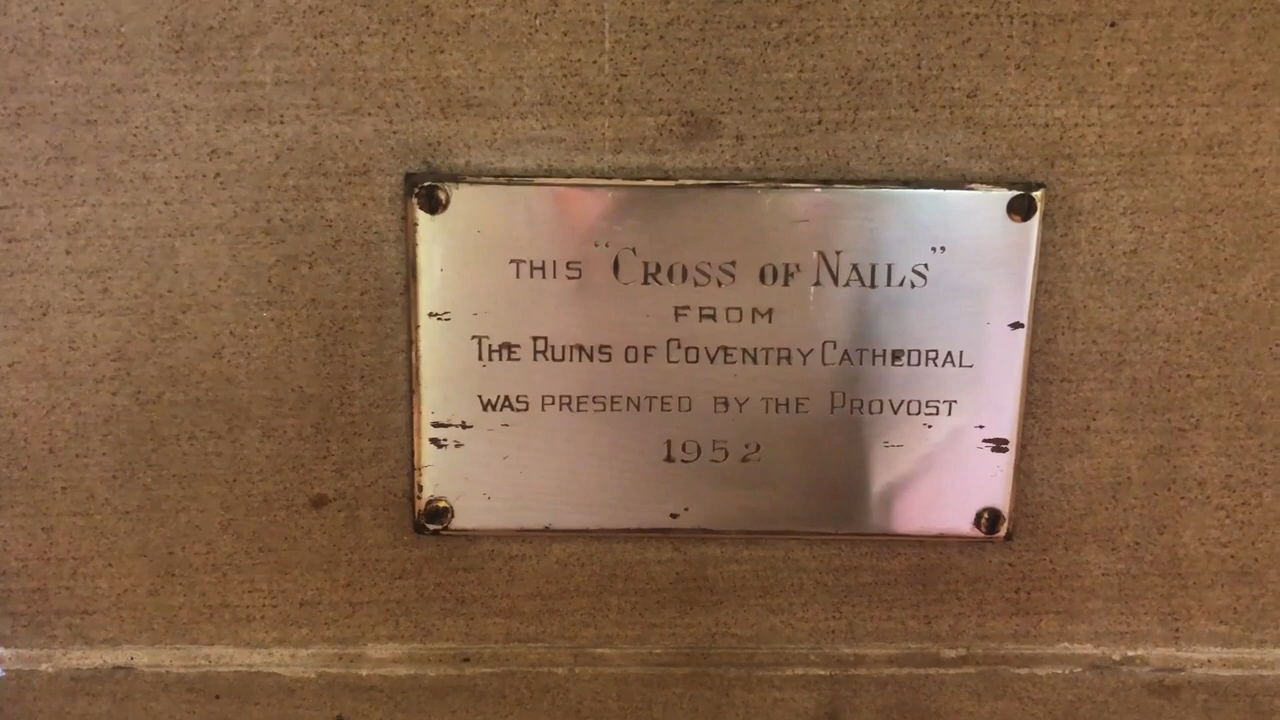 THIS “CROSS OF NAILS”
FROM
THE RUINS OF COVENTRY CATHEDRAL
WAS PRESENTED BY THE PROVOST
1952